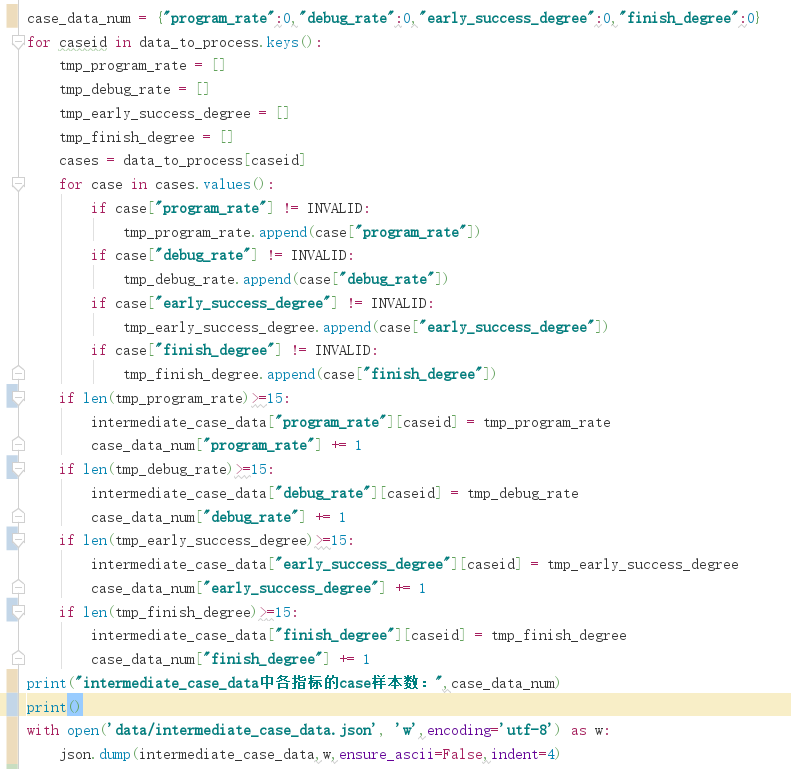 case_data_num = {"program_rate":0,"debug_rate":0,"early_success_degree":0,"finish_degree":0}
for caseid in data_to_process.keys():
    tmp_program_rate = []
    tmp_debug_rate = []
    tmp_early_success_degree = []
    tmp_finish_degree = []
    cases = data_to_process[caseid]
    for case in cases.values():
        if case["program_rate"] != INVALID:
            tmp_program_rate.append(case["program_rate"])
        if case["debug_rate"] != INVALID:
            tmp_debug_rate.append(case["debug_rate"])
        if case["early_success_degree"] != INVALID:
            tmp_early_success_degree.append(case["early_success_degree"])
        if case["finish_degree"] != INVALID:
            tmp_finish_degree.append(case["finish_degree"])
    if len(tmp_program_rate)>=15:
        intermediate_case_data["program_rate"][caseid] = tmp_program_rate
        case_data_num["program_rate"] += 1
    if len(tmp_debug_rate)>=15:
        intermediate_case_data["debug_rate"][caseid] = tmp_debug_rate
        case_data_num["debug_rate"] += 1
    if len(tmp_early_success_degree)>=15:
        intermediate_case_data["early_success_degree"][caseid] = tmp_early_success_degree
        case_data_num["early_success_degree"] += 1
    if len(tmp_finish_degree)>=15:
        intermediate_case_data["finish_degree"][caseid] = tmp_finish_degree
        case_data_num["finish_degree"] += 1
print("intermediate_case_data中各指标的case样本数：",case_data_num)
print()
with open('data/intermediate_case_data.json', 'w',encoding='utf-8') as w:
    json.dump(intermediate_case_data,w,ensure_ascii=False,indent=4)